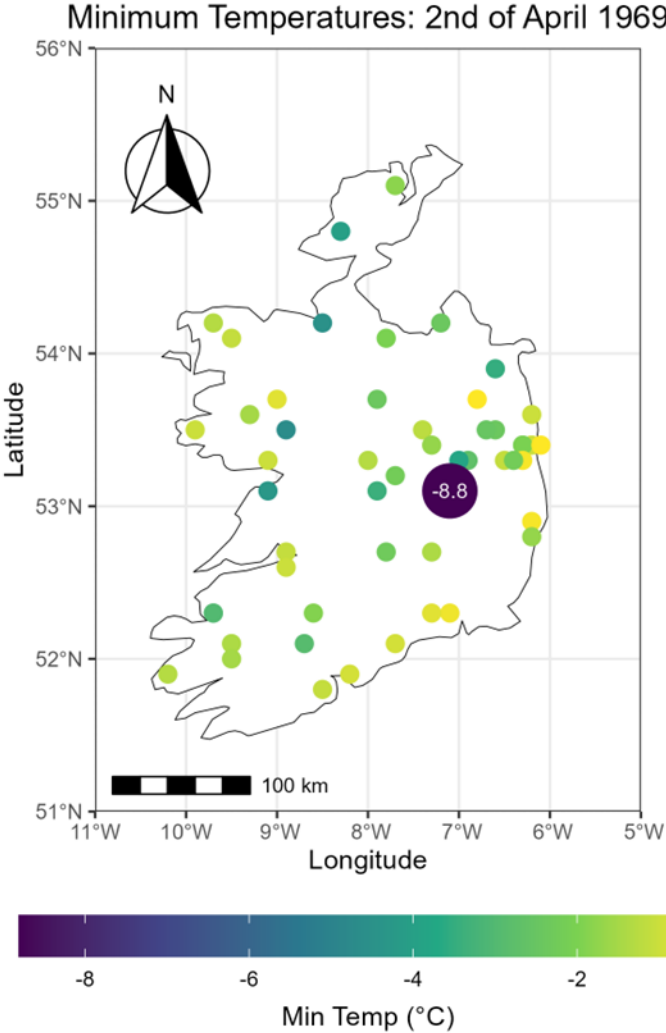 Minimum Temperatures: 2nd of April 1969
56°N
N
55°N
54°N
Latitude
-8.8
53°N
52°N
100 km
51°N
11°W 10°W 9°W 8°W 7°W 6°W 5°W
Longitude
-8 -6 -4 -2
Min Temp (°C)